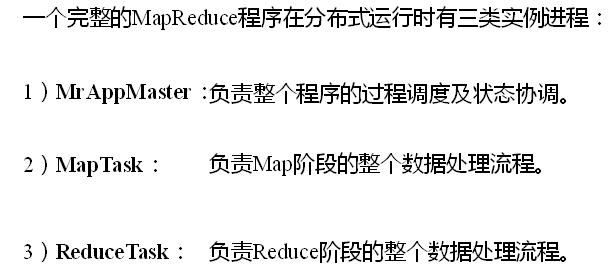 一个完整的MapReduce程序在分布式运行时有三类实例进程：
1）MrAppMaster：负责整个程序的过程调度及状态协调。
2）MapTask： 负责Map阶段的整个数据处理流程。
3）ReduceTask： 负责Reduce阶段的整个数据处理流程。